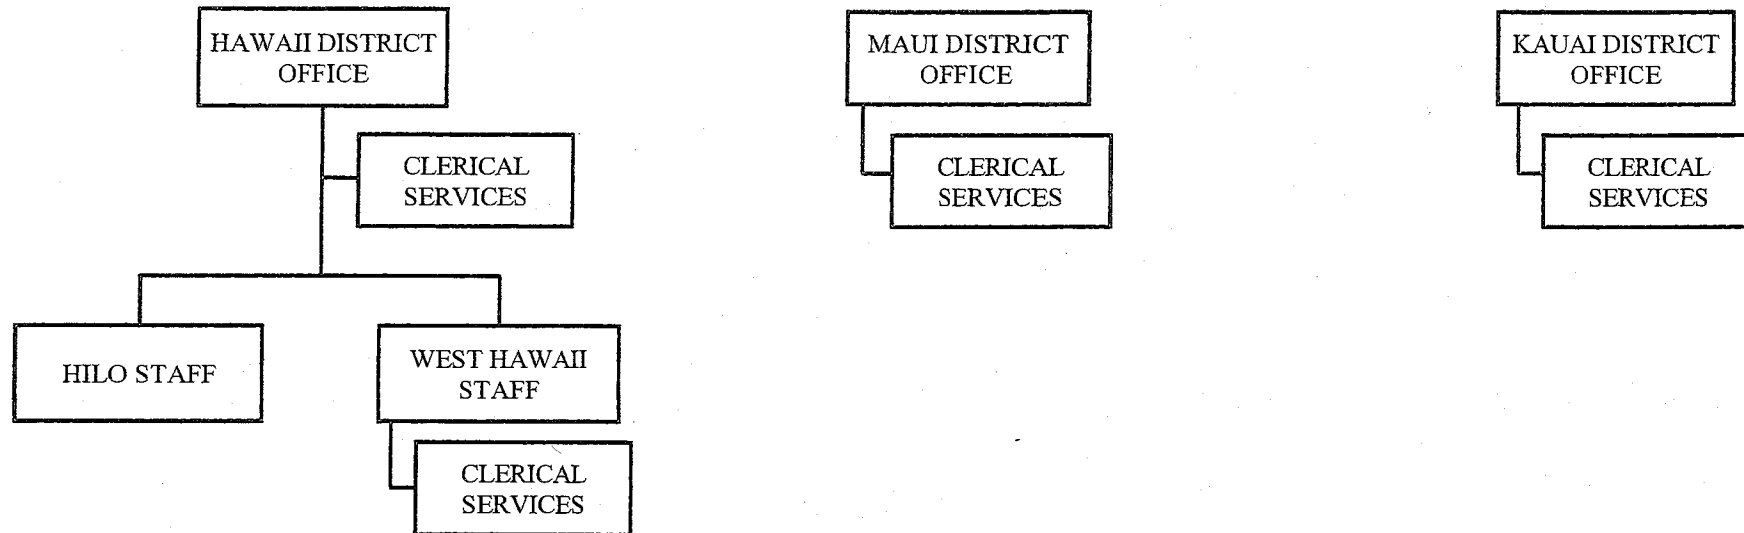 HAWAII DISTRICT
OFFICE
MAUI DISTRICT
OFFICE
KAUAI DISTRICT
OFFICE
CLERICAL
SERVICES
CLERICAL
SERVICES
CLERICAL
SERVICES
HILO STAFF
WEST HAWAII
STAFF
CLERICAL
SERVICES